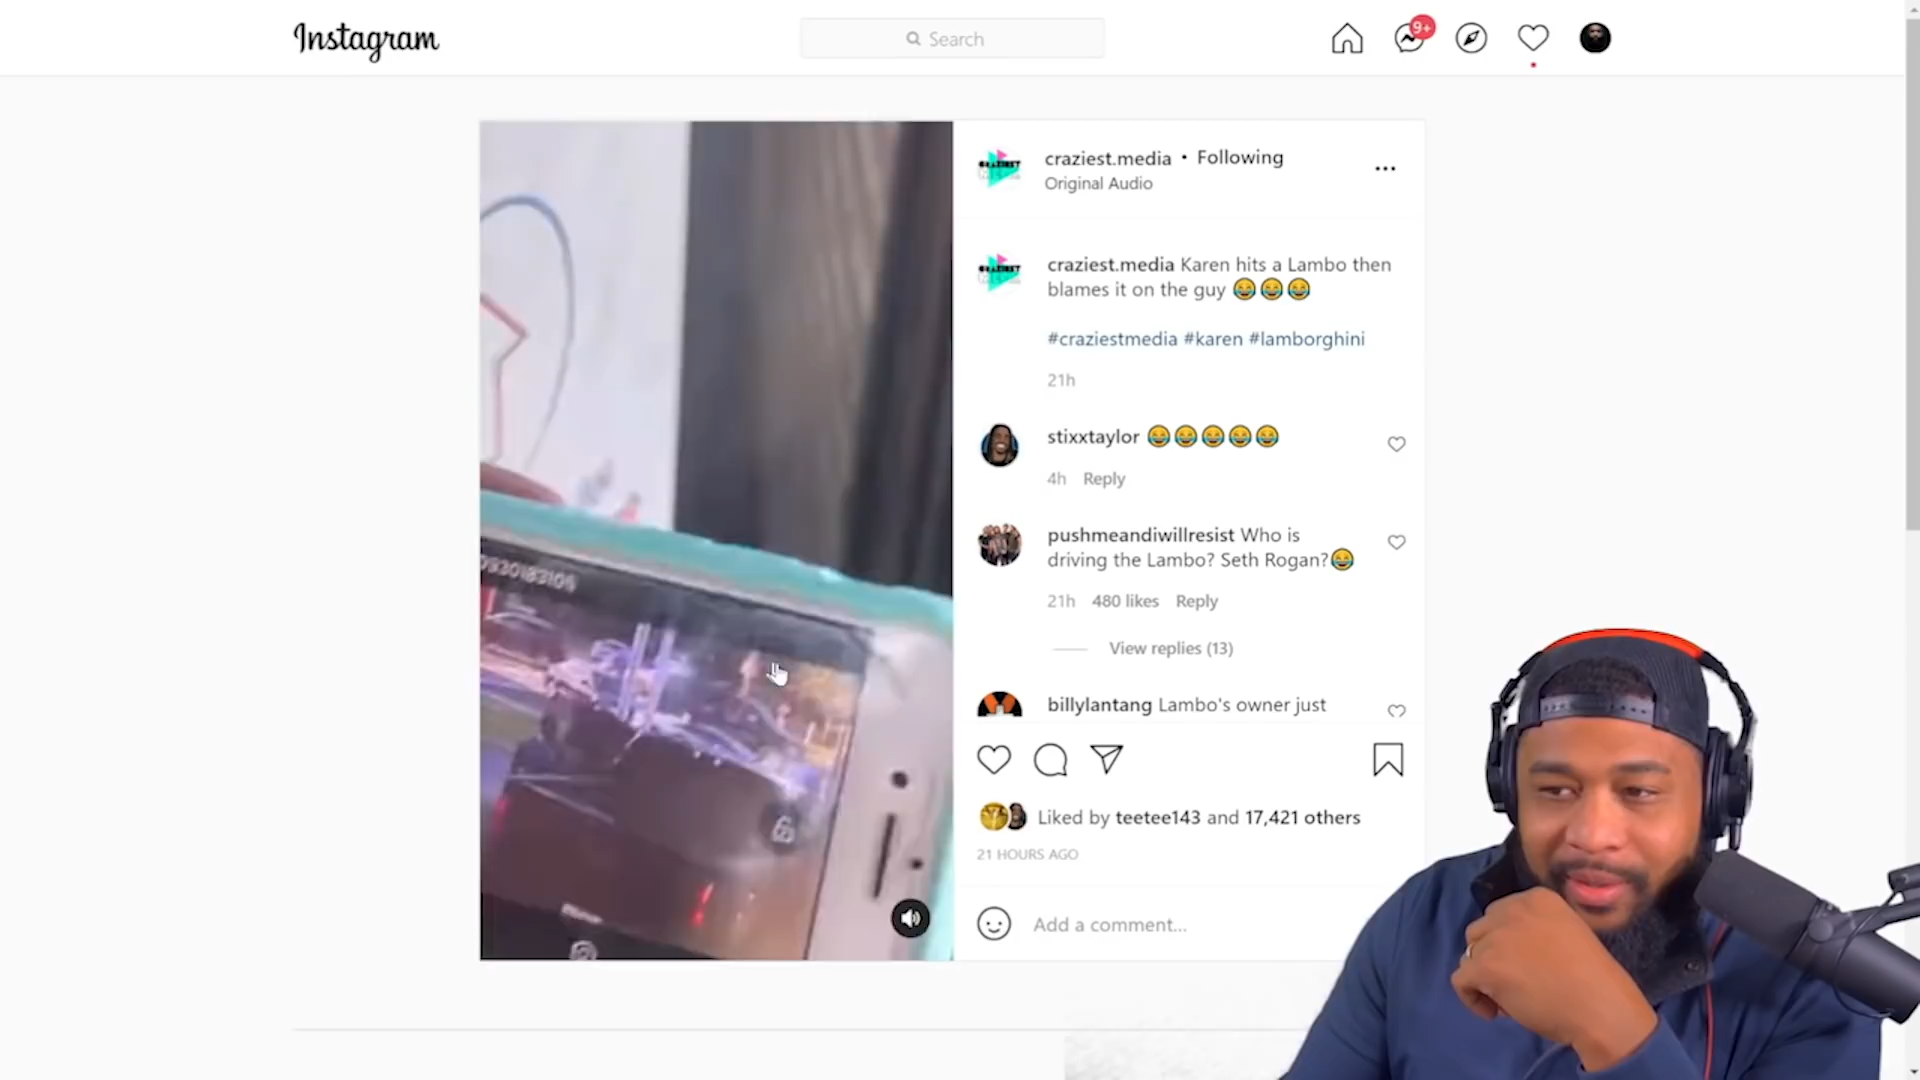 Instagram
Search
9+
craziest.media • Following
Original Audio
craziest.media Karen hits a Lambo then
blames it on the guy 😂😂😂
#craziestmedia #karen #lamborghini
21h
stixxtaylor 😂😂😂😂😂
4h Reply
pushmeandiwillresist Who is
driving the Lambo? Seth Rogan?😂
21h 480 likes Reply
View replies (13)
billylantang Lambo's owner just
Liked by teetee143 and 17,421 others
21 HOURS AGO
Add a comment...